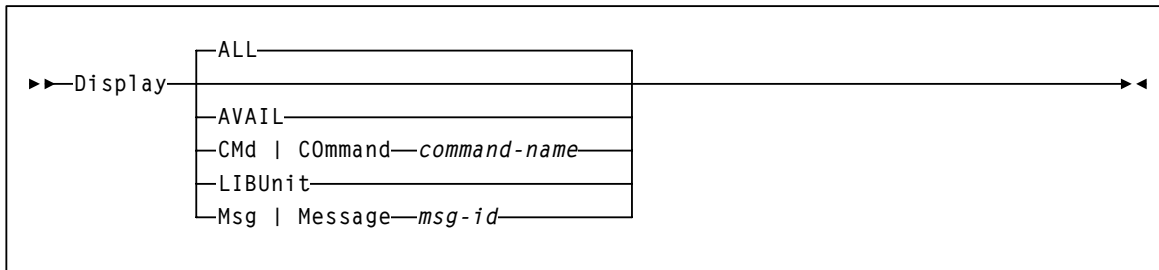 ALL
Display
AVAIL
CMd | COmmand command-name
LIBUnit
Msg | Message msg-id